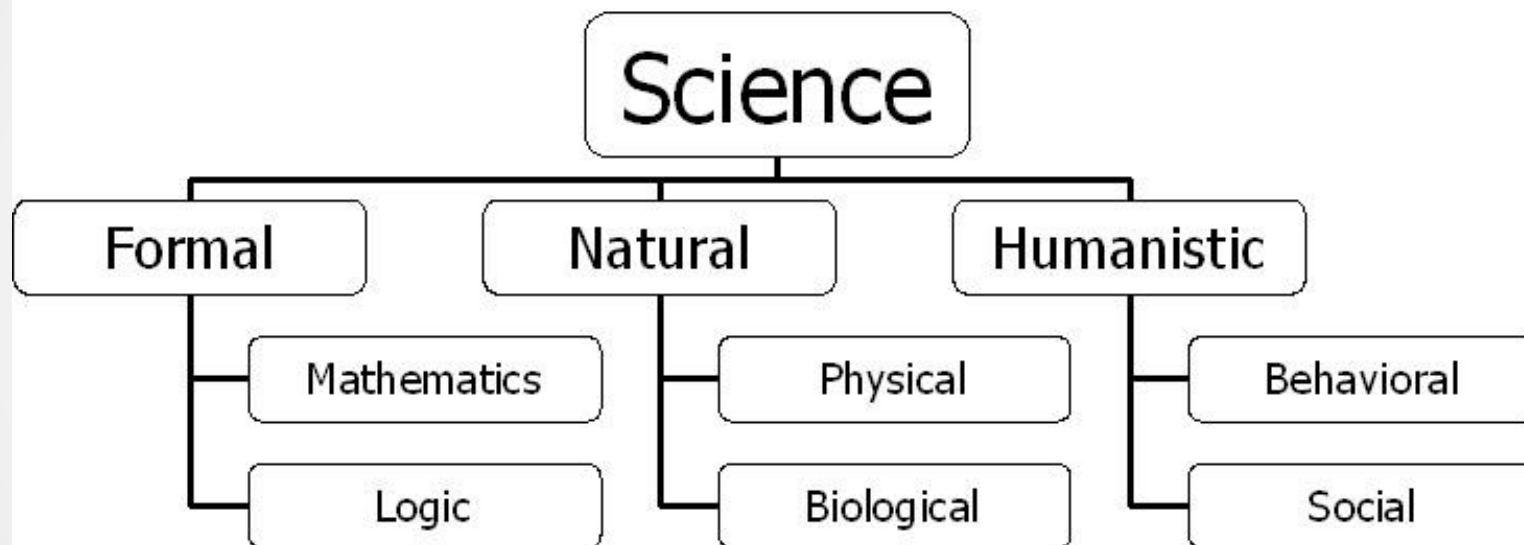 Science
Formal
Natural
Humanistic
Mathematics
Physical
Behavioral
Logic
Biological
Social